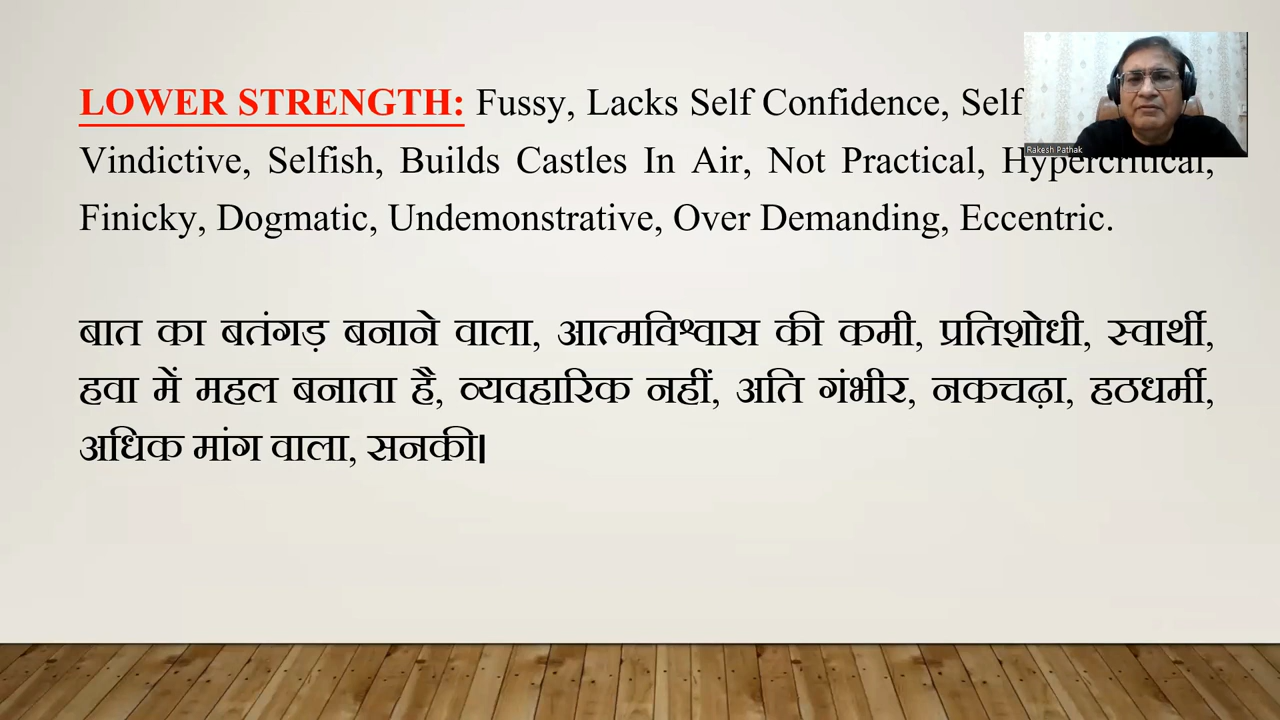 LOWER STRENGTH: Fussy, Lacks Self Confidence, Self
Vindictive, Selfish, Builds Castles In Air, Not Practical, Hypercritical,
Finicky, Dogmatic, Undemonstrative, Over Demanding, Eccentric.
बात का बतंगड़ बनाने वाला, आत्मविश्वास की कमी, प्रतिशोधी, स्वार्थी,
हवा में महल बनाता है, व्यवहारिक नहीं, अति गंभीर, नकचढ़ा, हठधर्मी,
अधिक मांग वाला, सनकी।
Rakesh Pathak